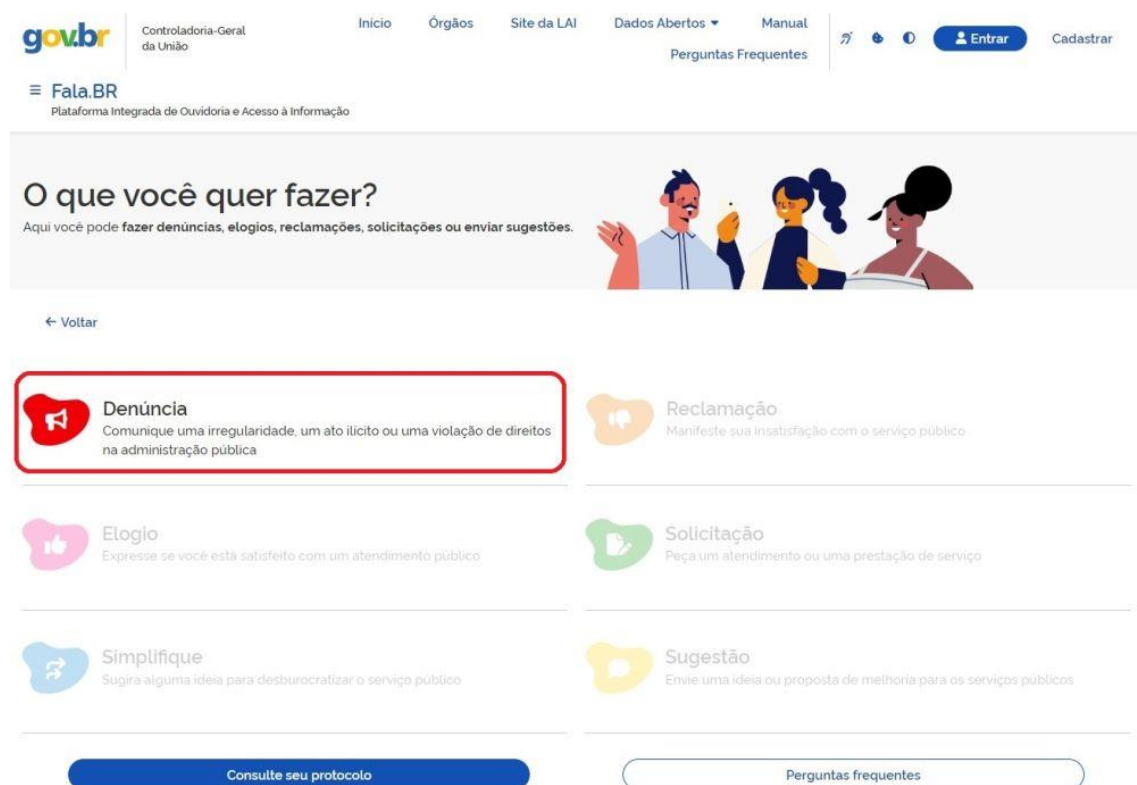 gov.br
Controladoria-Geral
da União
Início Órgãos Site da LAI Dados Abertos Manual
Perguntas Frequentes
Entrar Cadastrar
Fala.BR
Plataforma Integrada de Ouvidoria e Acesso à Informação
O que você quer fazer?
Aqui você pode fazer denúncias, elogios, reclamações, solicitações ou enviar sugestões.
← Voltar
Denúncia
Comunique uma irregularidade, um ato ilícito ou uma violação de direitos
na administração pública
Reclamação
Manifeste sua insatisfação com o serviço público
Elogio
Expresse se você está satisfeito com um atendimento público
Solicitação
Peça um atendimento ou uma prestação de serviço
Simplifique
Sugira alguma ideia para desburocratizar o serviço público
Sugestão
Envie uma ideia ou proposta de melhoria para os serviços públicos
Consulte seu protocolo
Perguntas frequentes